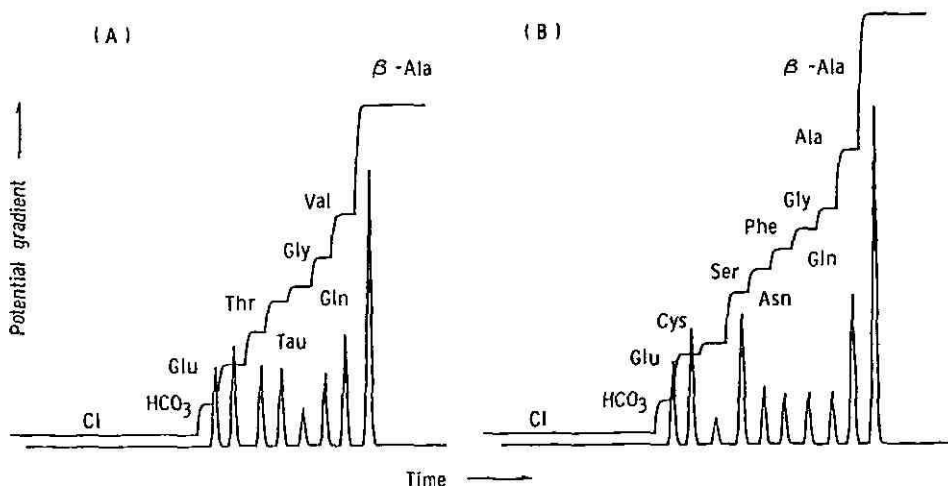 (A)
β-Ala
Val
Gly
Gln
Thr
Tau
Glu
HCO3
Cl
(B)
β-Ala
Ala
Gly
Gln
Phe
Ser
Asn
Cys
Glu
HCO3
Cl
Potential gradient
Time